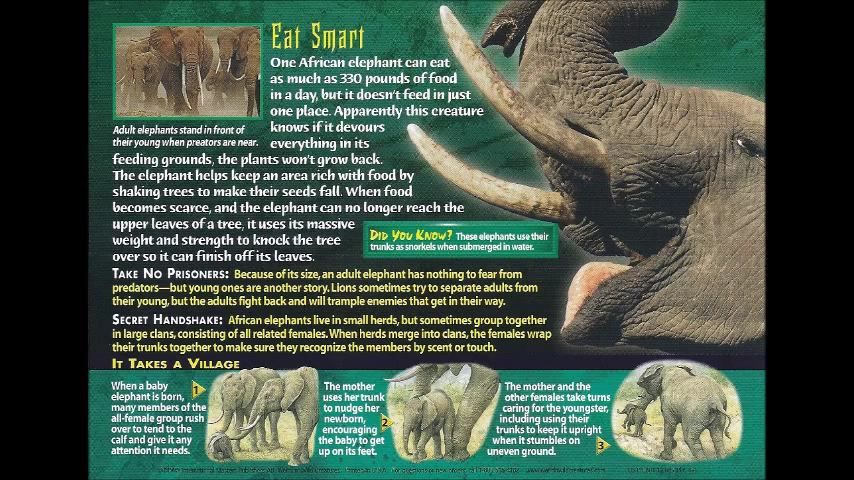 Eat Smart
One African elephant can eat
as much as 330 pounds of food
in a day, but it doesn't feed in just
one place. Apparently this creature
knows if it devours
everything in its
feeding grounds, the plants won't grow back.
The elephant helps keep an area rich with food by
shaking trees to make their seeds fall. When food
becomes scarce, and the elephant can no longer reach the
upper leaves of a tree, it uses its massive
weight and strength to knock the tree
over so it can finish off its leaves.
Adult elephants stand in front of
their young when preators are near.
DID YOU KNOW? These elephants use their
trunks as snorkels when submerged in water.
TAKE NO PRISONERS: Because of its size, an adult elephant has nothing to fear from
predators—but young ones are another story. Lions sometimes try to separate adults from
their young, but the adults fight back and will trample enemies that get in their way.
SECRET HANDSHAKE: African elephants live in small herds, but sometimes group together
in large clans, consisting of all related females. When herds merge into clans, the females wrap
their trunks together to make sure they recognize the members by scent or touch.
IT TAKES A VILLAGE
When a baby
elephant is born,
many members of the
all-female group rush
over to tend to the
calf and give it any
attention it needs.
1
The mother
uses her trunk
to nudge her
newborn,
encouraging
the baby to get
up on its feet.
2
The mother and the
other females take turns
caring for the youngster,
including using their
trunks to keep it upright
when it stumbles on
uneven ground.
3